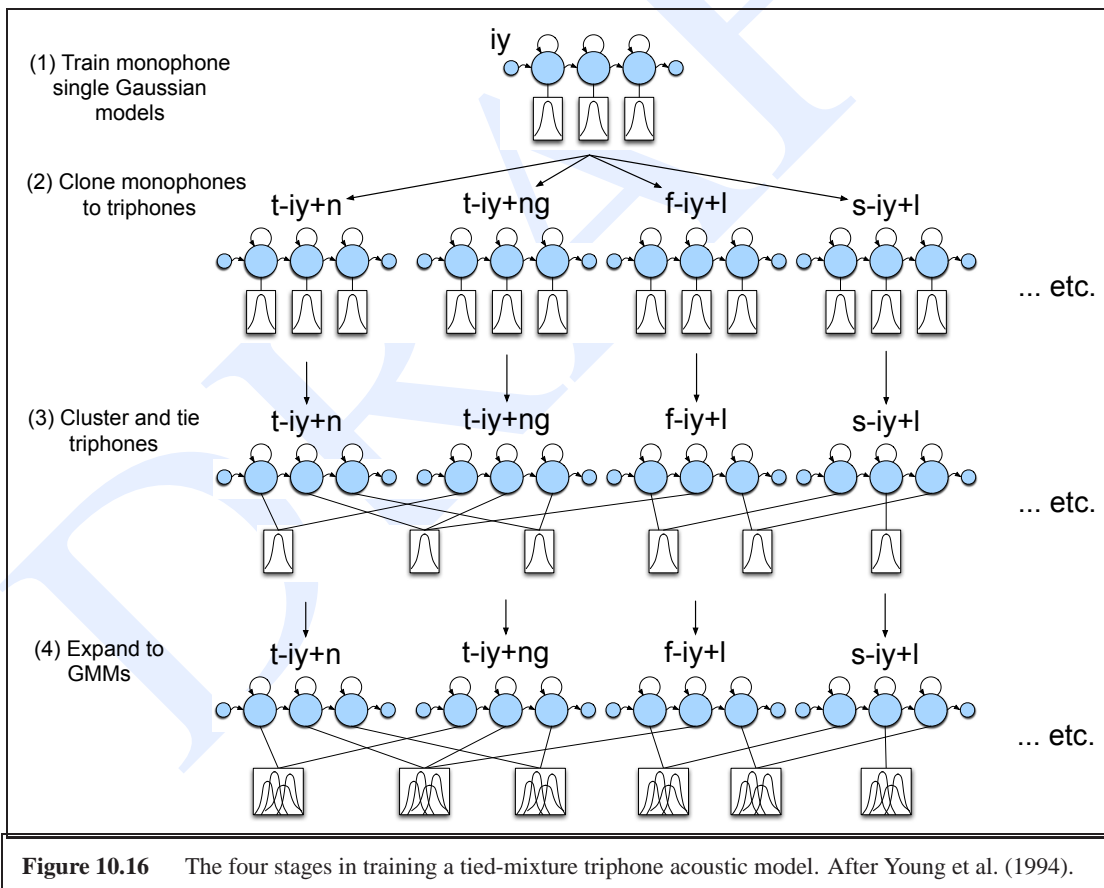 iy
(1) Train monophone
single Gaussian
models
(2) Clone monophones
to triphones
t-iy+n t-iy+ng f-iy+l s-iy+l
... etc.
(3) Cluster and tie
triphones
t-iy+n t-iy+ng f-iy+l s-iy+l
... etc.
(4) Expand to
GMMs
t-iy+n t-iy+ng f-iy+l s-iy+l
... etc.
Figure 10.16 The four stages in training a tied-mixture triphone acoustic model. After Young et al. (1994).
DRAF